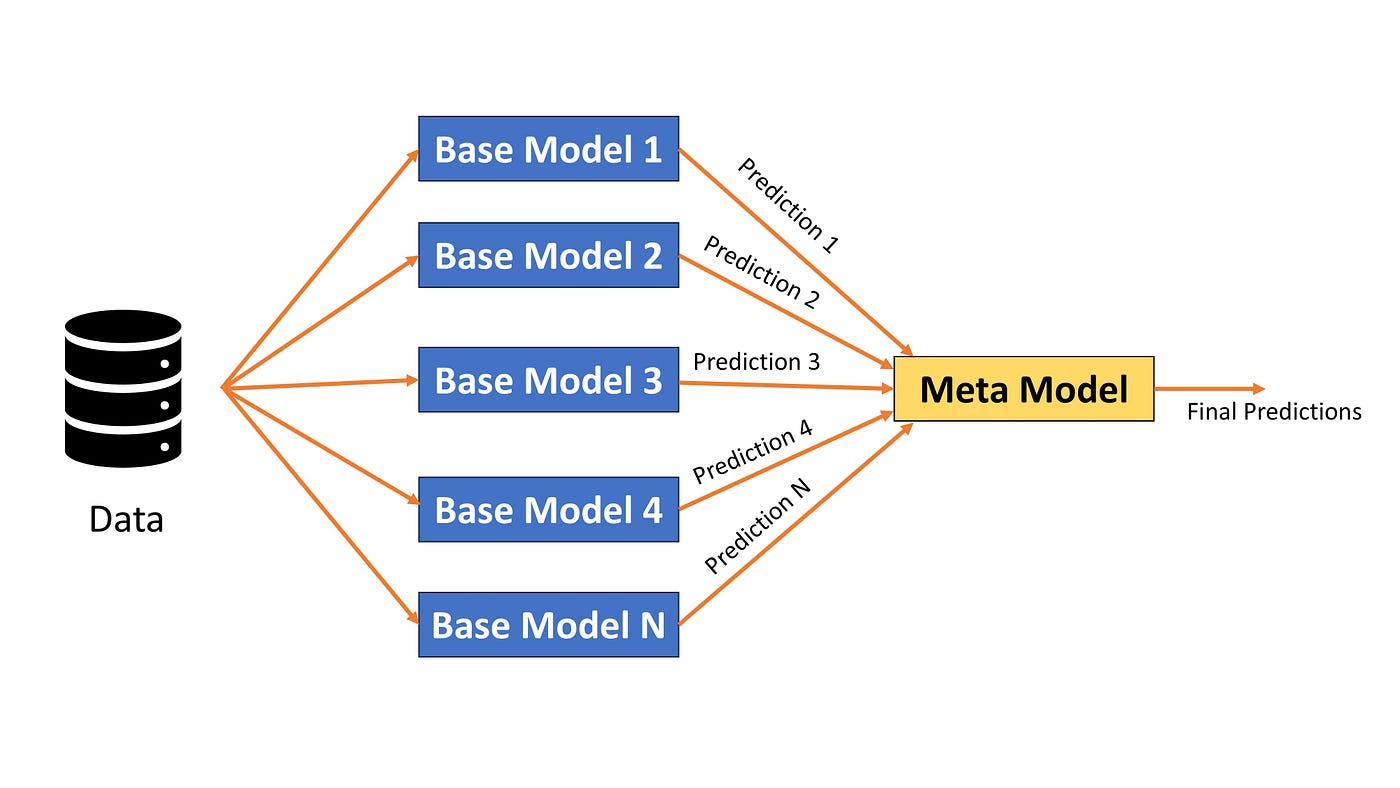 Base Model 1
Prediction 1
Base Model 2
Prediction 2
Base Model 3
Prediction 3
Meta Model
Final Predictions
Base Model 4
Prediction 4
Data
Base Model N
Prediction N